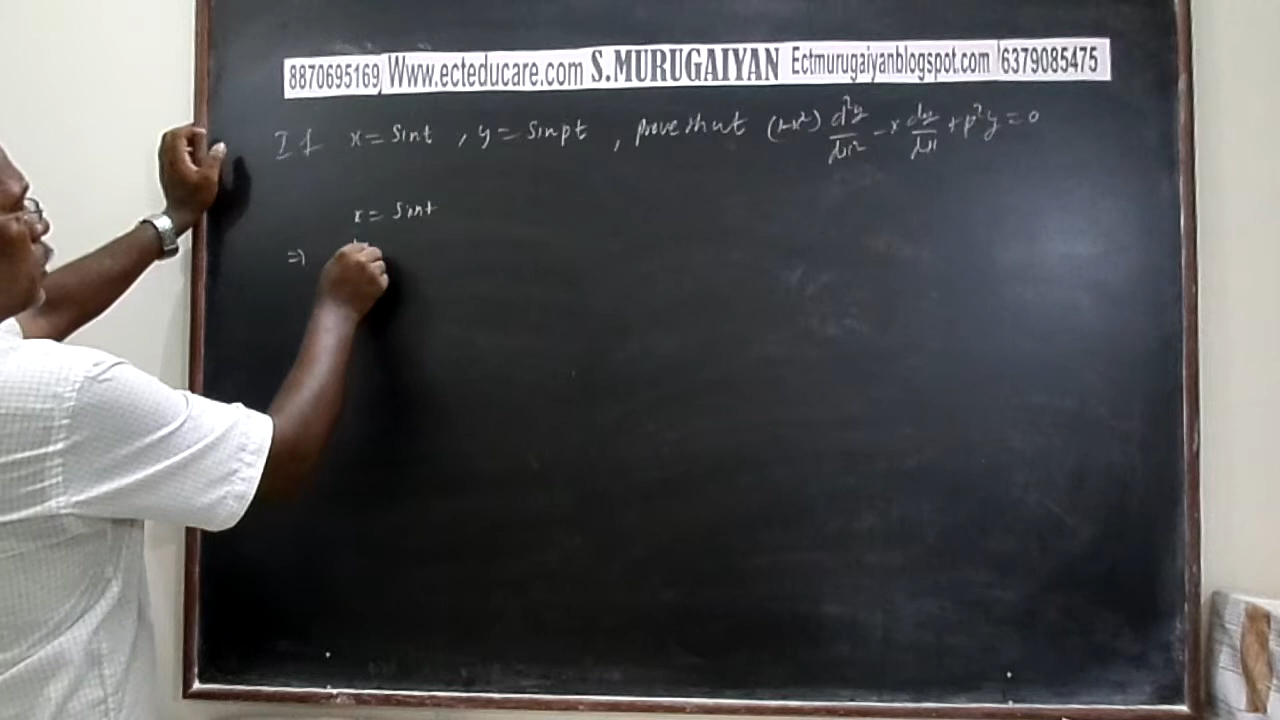 8870695169 Www.ecteducare.com S.MURUGAIYAN Ectmurugaiyanblogspot.com 6379085475
If x = sint , y = sinpt , prove that (1-x²) d²y/dx² - x dy/dx + p²y = 0
x = sint
⇒